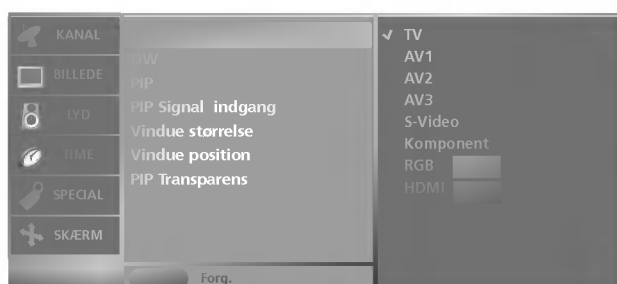 KANAL
BILLEDE
LYD
TIME
SPECIAL
SKÆRM
DW
PIP
PIP Signal indgang
Vindue størrelse
Vindue position
PIP Transparens
Forg.
✓ TV
AV1
AV2
AV3
S-Video
Komponent
RGB
HDMI